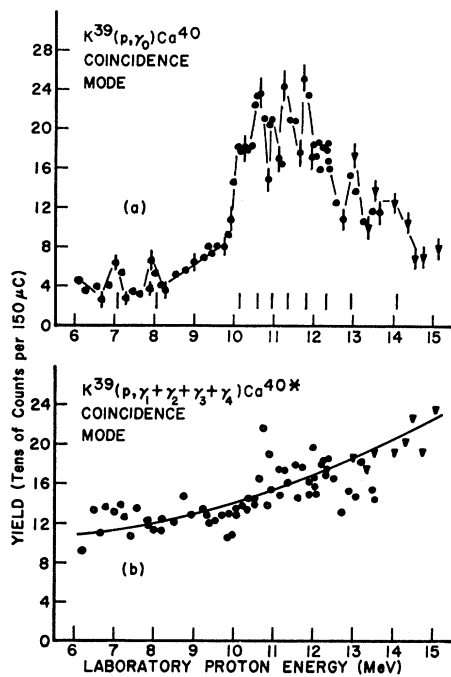 K³⁹(p,γ₀)Ca⁴⁰
COINCIDENCE
MODE
28
24
20
16
12
8
4
0
(a)
6 7 8 9 10 11 12 13 14 15
K³⁹(p,γ₁+γ₂+γ₃+γ₄)Ca⁴⁰*
COINCIDENCE
MODE
24
20
16
12
8
4
0
(b)
6 7 8 9 10 11 12 13 14 15
LABORATORY PROTON ENERGY (MeV)
YIELD (Tens of Counts per 150 μC)